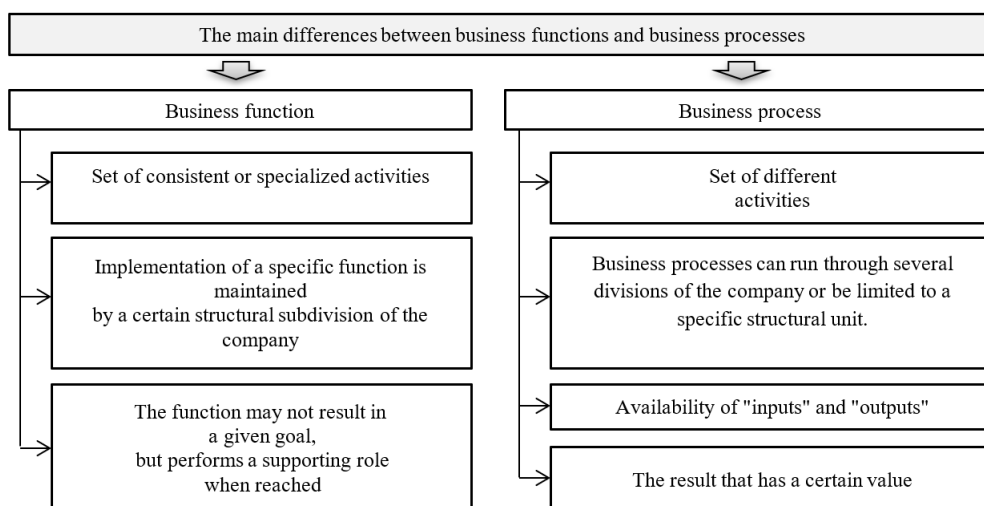 The main differences between business functions and business processes
Business function
Set of consistent or specialized activities
Implementation of a specific function is
maintained
by a certain structural subdivision of the
company
The function may not result in
a given goal,
but performs a supporting role
when reached
Business process
Set of different
activities
Business processes can run through several
divisions of the company or be limited to a
specific structural unit.
Availability of "inputs" and "outputs"
The result that has a certain value